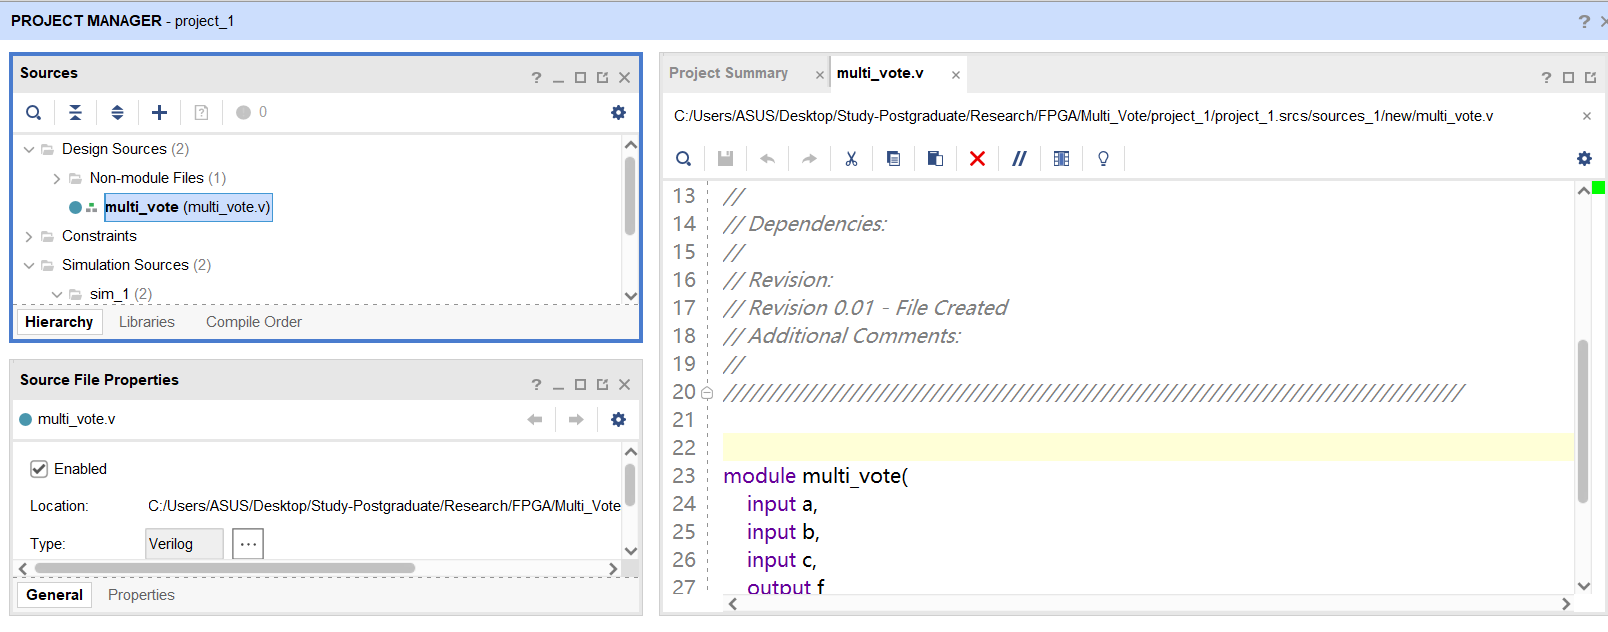 PROJECT MANAGER - project_1
Sources
0
Design Sources (2)
Non-module Files (1)
multi_vote (multi_vote.v)
Constraints
Simulation Sources (2)
sim_1 (2)
Hierarchy Libraries Compile Order
Source File Properties
multi_vote.v
Enabled
Location: C:/Users/ASUS/Desktop/Study-Postgraduate/Research/FPGA/Multi_Vote
Type: Verilog ...
General Properties
Project Summary multi_vote.v
C:/Users/ASUS/Desktop/Study-Postgraduate/Research/FPGA/Multi_Vote/project_1/project_1.srcs/sources_1/new/multi_vote.v
13 //
14 // Dependencies:
15 //
16 // Revision:
17 // Revision 0.01 - File Created
18 // Additional Comments:
19 //
20 //////////////////////////////////////////////////////////////////////////////////
21
22
23 module multi_vote(
24 input a,
25 input b,
26 input c,
27 output f